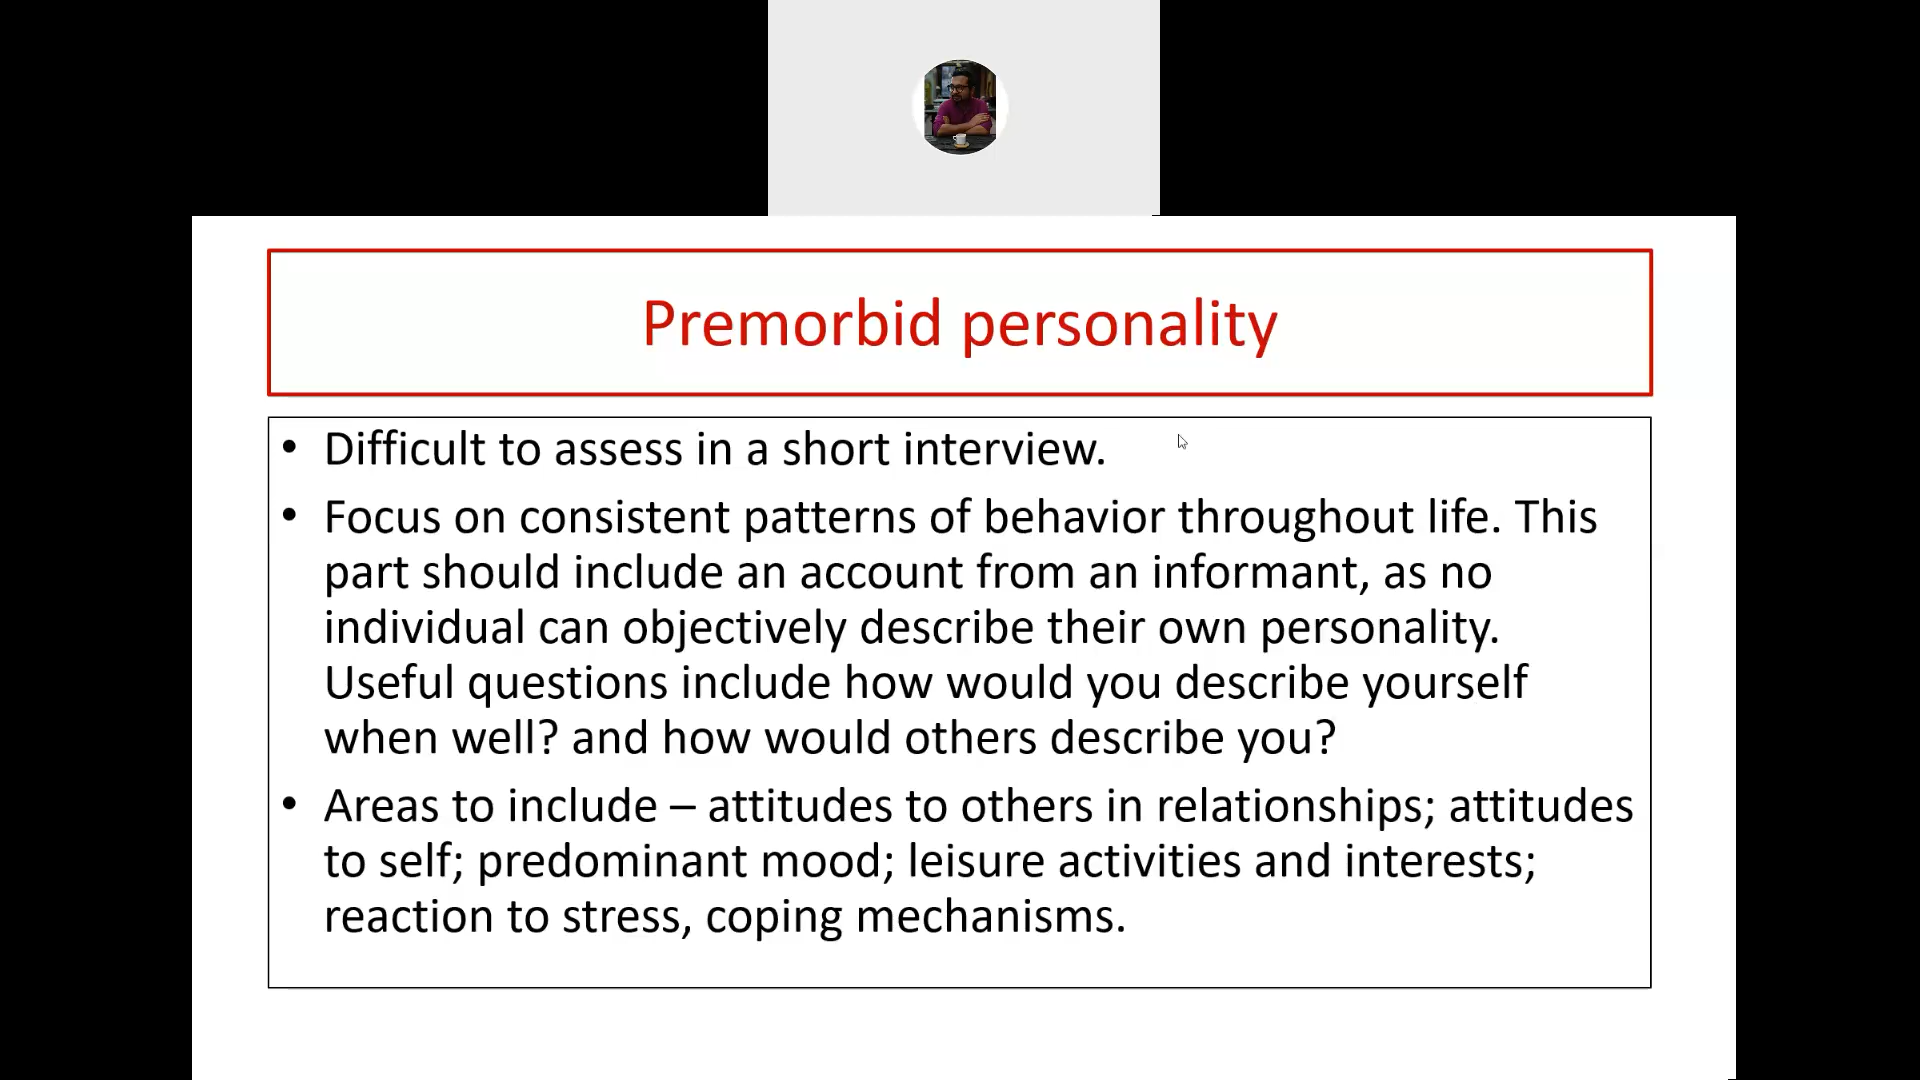 Premorbid personality
• Difficult to assess in a short interview.
• Focus on consistent patterns of behavior throughout life. This
part should include an account from an informant, as no
individual can objectively describe their own personality.
Useful questions include how would you describe yourself
when well? and how would others describe you?
• Areas to include – attitudes to others in relationships; attitudes
to self; predominant mood; leisure activities and interests;
reaction to stress, coping mechanisms.